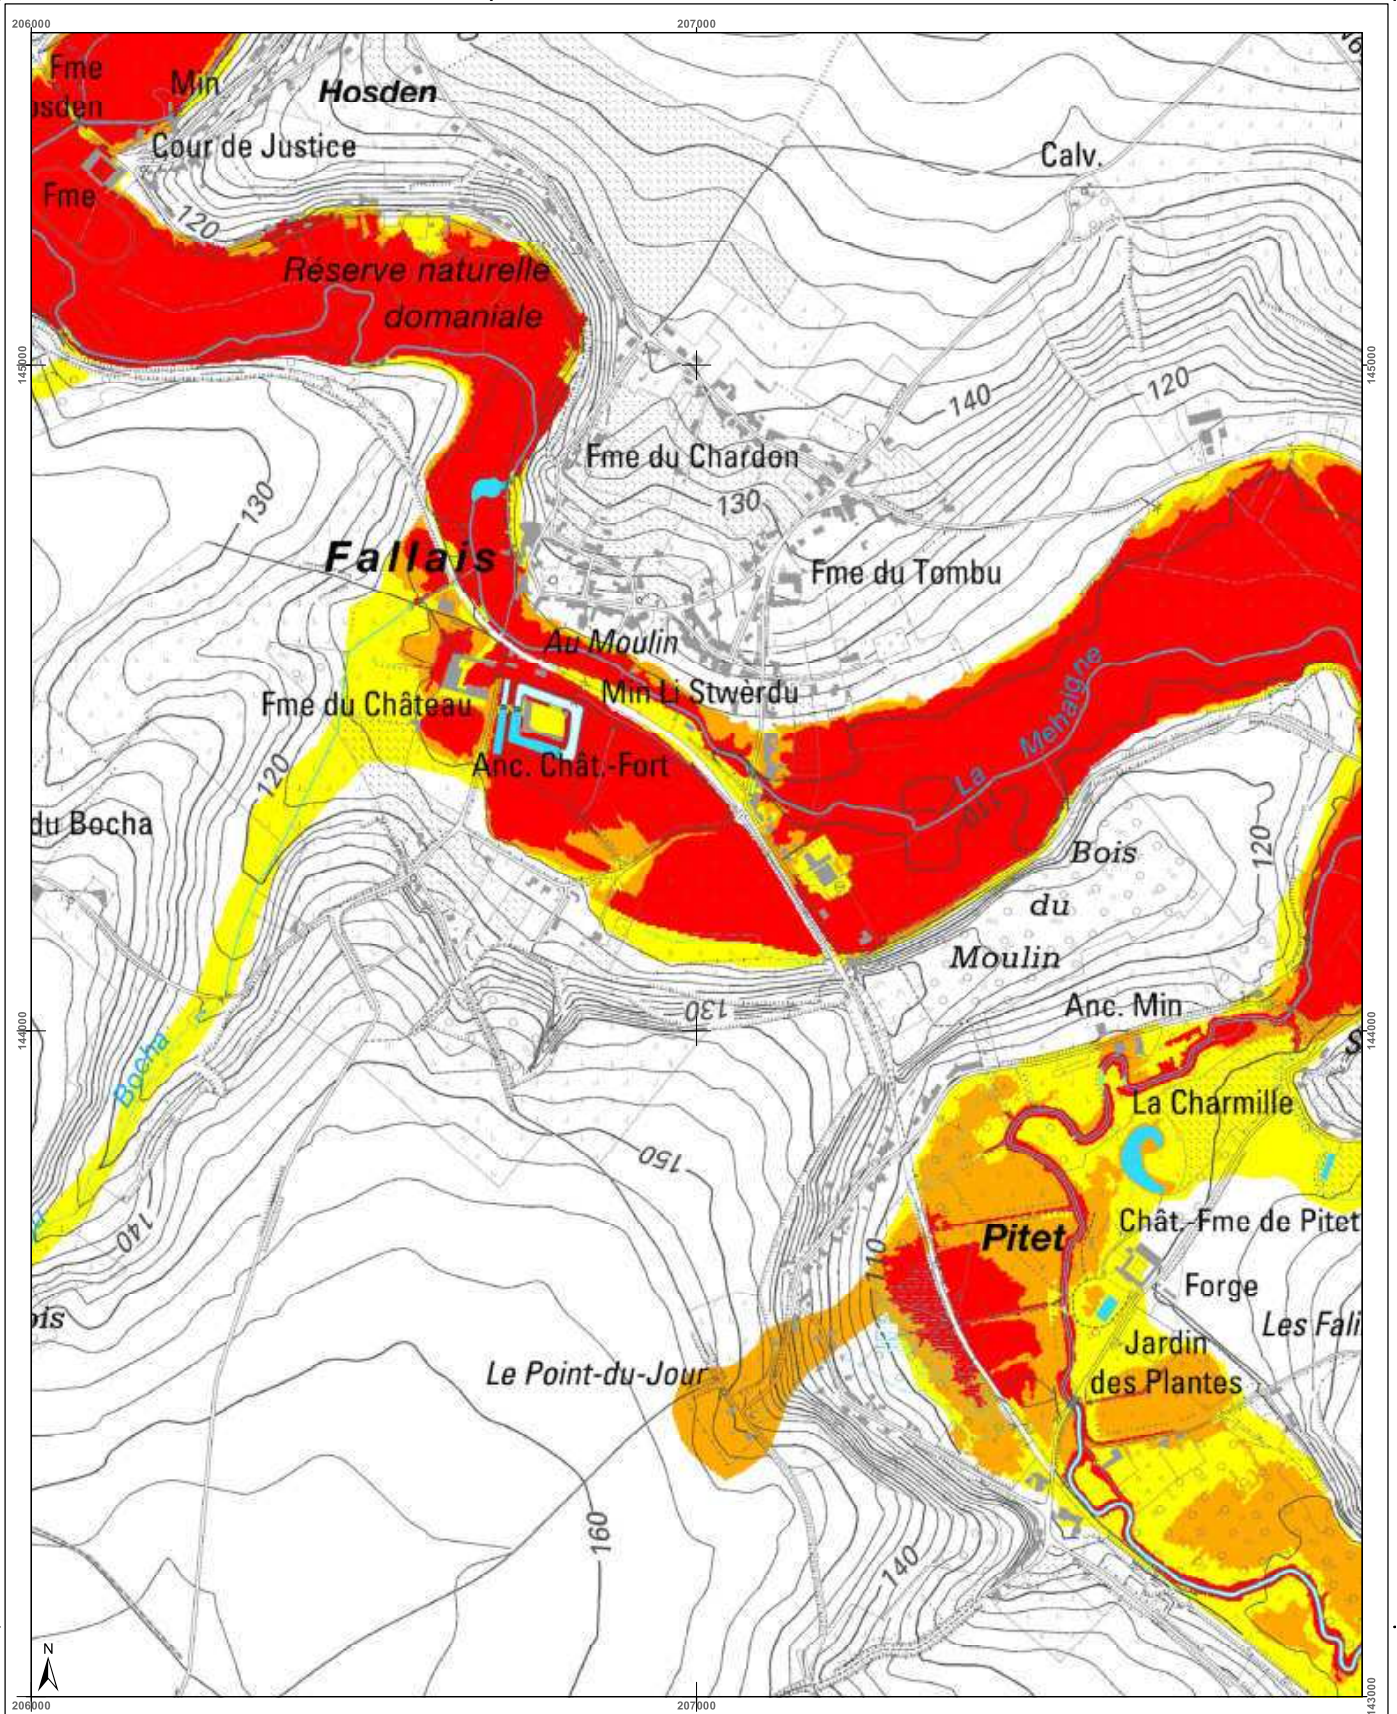 206000
207000
Fme
Min
Hosden
Cour de Justice
Calv.
Fme
120
Réserve naturelle
domaniale
145000
145000
140
120
Fme du Chardon
130
130
Fallais
Fme du Tombu
Au Moulin
Min Li Stwèrdu
Fme du Château
La Mehaigne
Anc. Chât.-Fort
120
110
du Bocha
Bois
du
Moulin
120
130
Anc. Min
144000
144000
Bocha
La Charmille
150
140
Chât.-Fme de Pitet
Pitet
110
Forge
Les Fali
Jardin
des Plantes
Le Point-du-Jour
160
140
N
206000
207000
143000